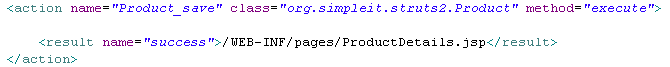 <action name="Product_save" class="org.simpleit.struts2.Product" method="execute">
<result name="success">/WEB-INF/pages/ProductDetails.jsp</result>
</action>